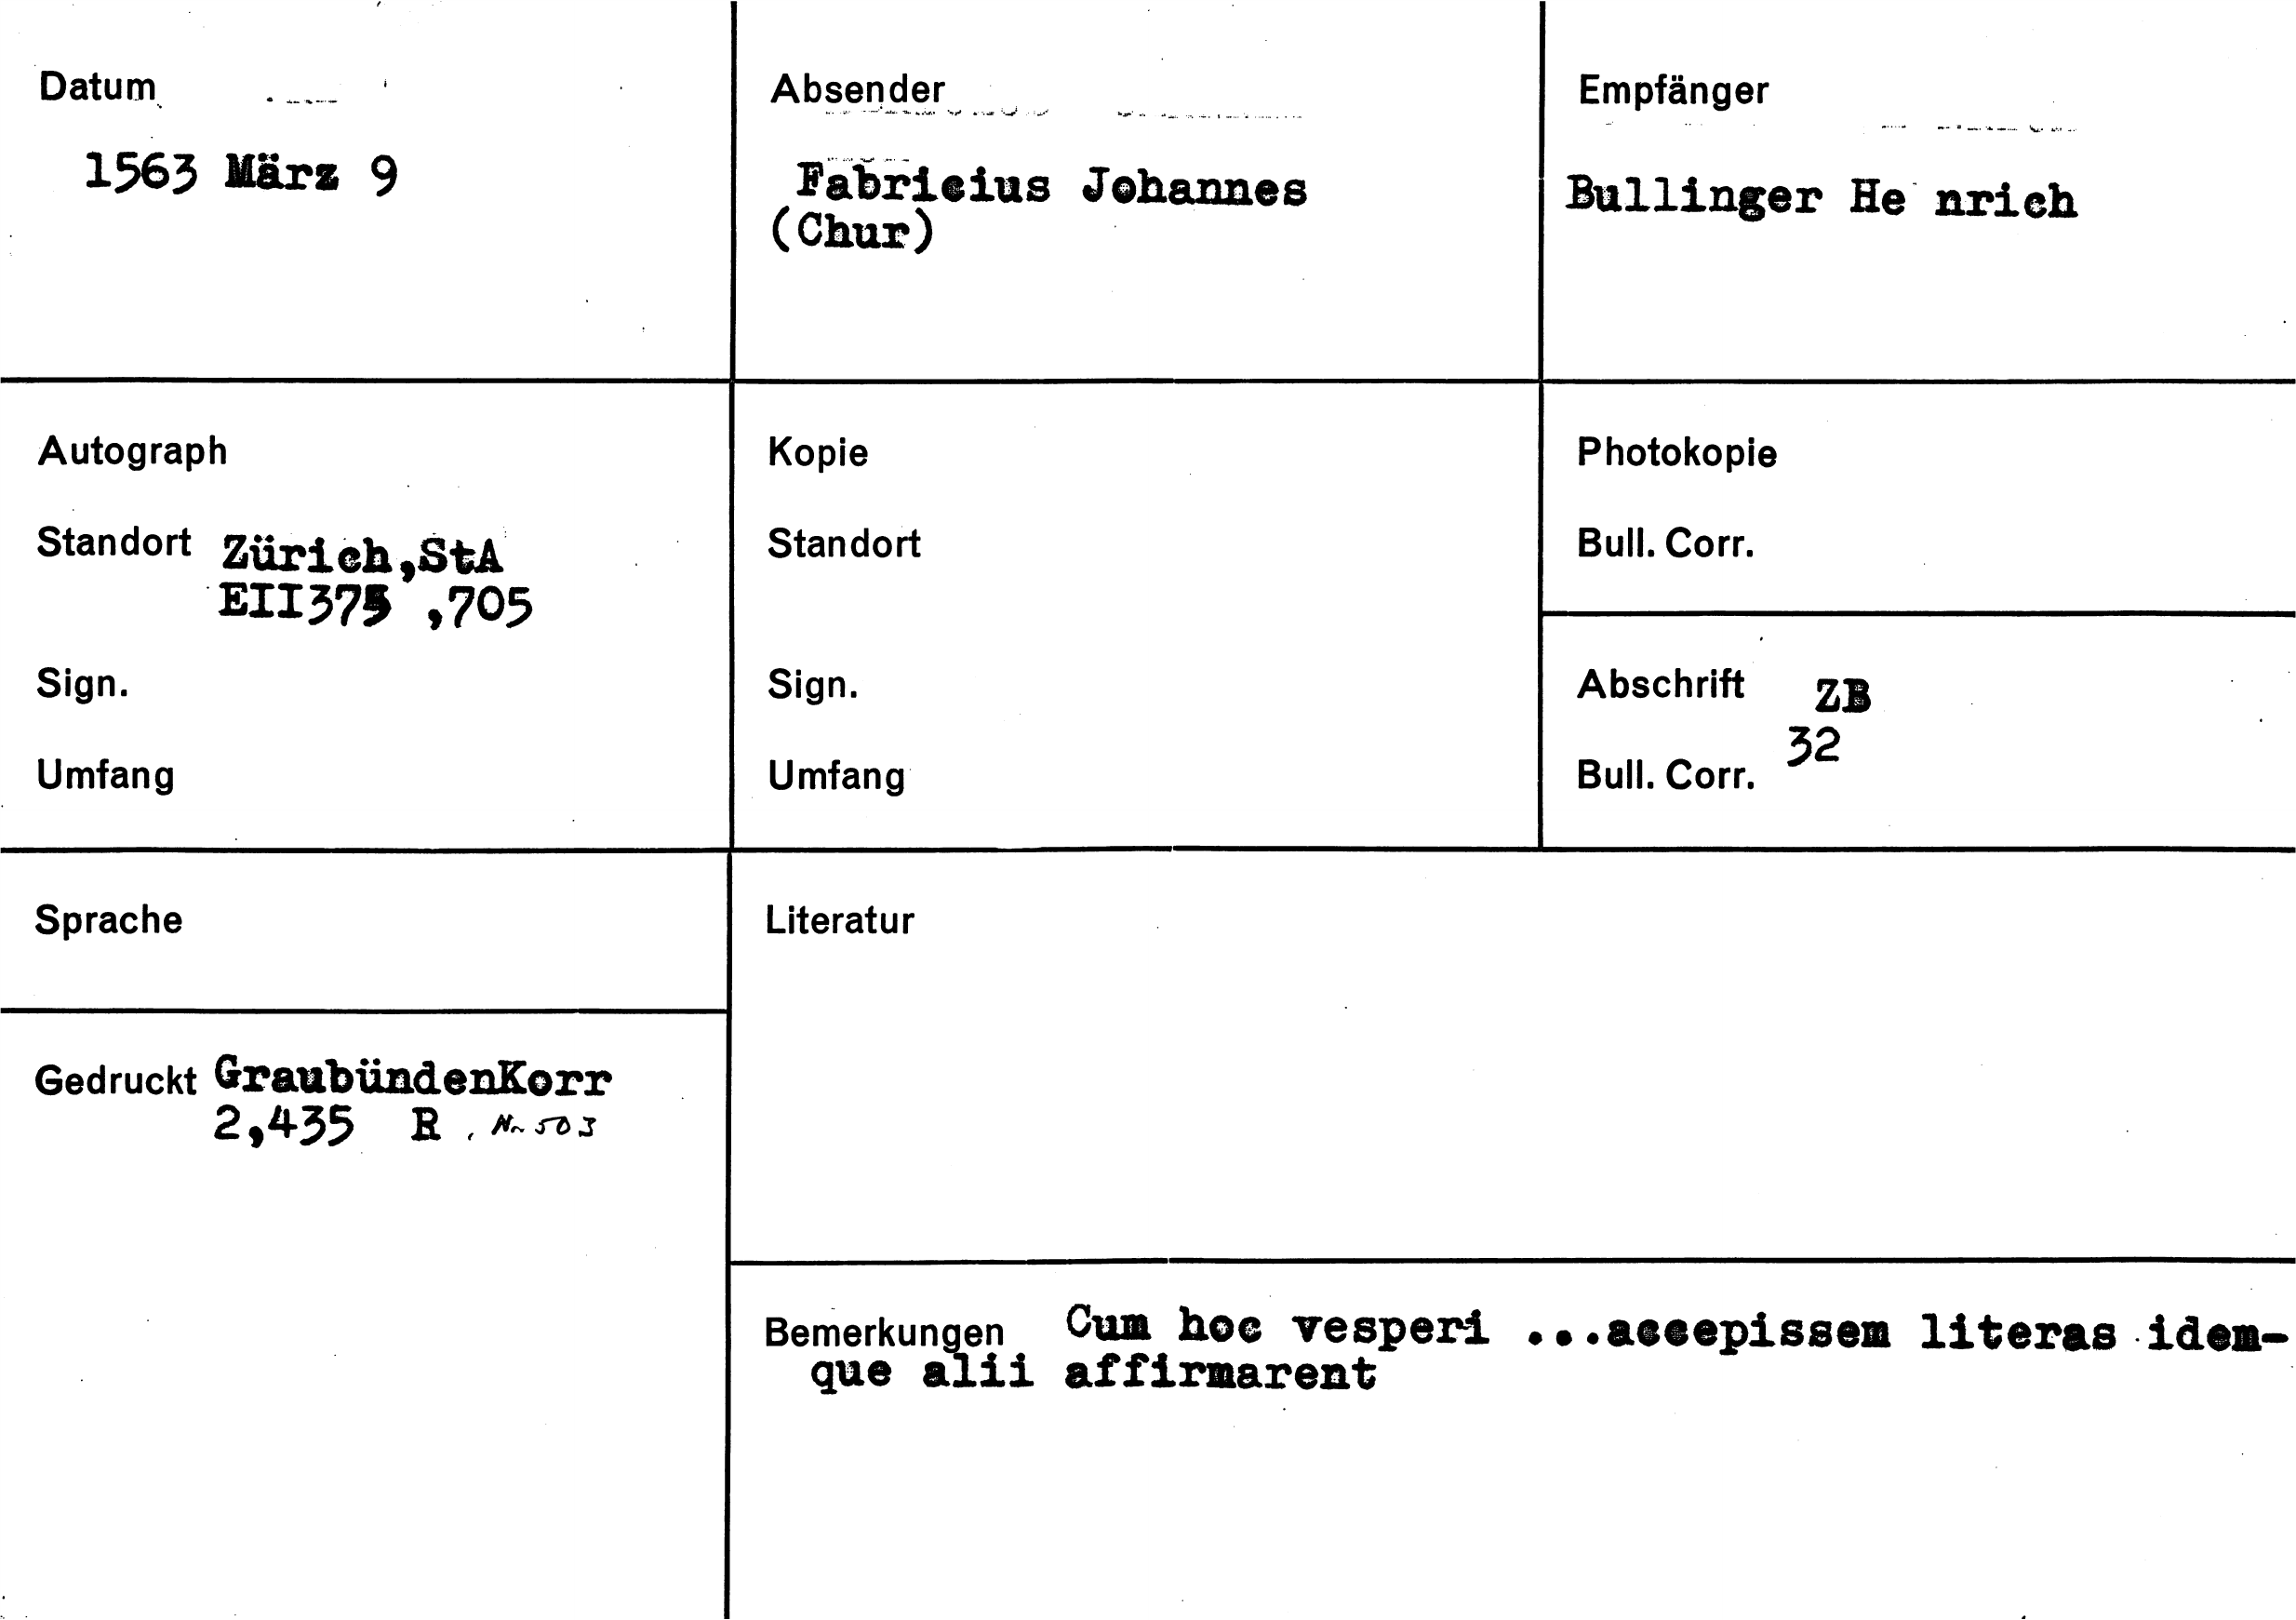 Datum
1563 März 9
Absender
Fabricius Johannes
(Chur)
Empfänger
Bullinger He nrich
Autograph
Standort Zürich,StA
EII375 ,705
Sign.
Umfang
Kopie
Standort
Sign.
Umfang
Photokopie
Bull. Corr.
Abschrift ZB
32
Bull. Corr.
Sprache
Gedruckt GraubündenKorr
2,435 R , Nr 503
Literatur
Bemerkungen Cum hoc vesperi ...accepissem literas idem-
que alii affirmarent